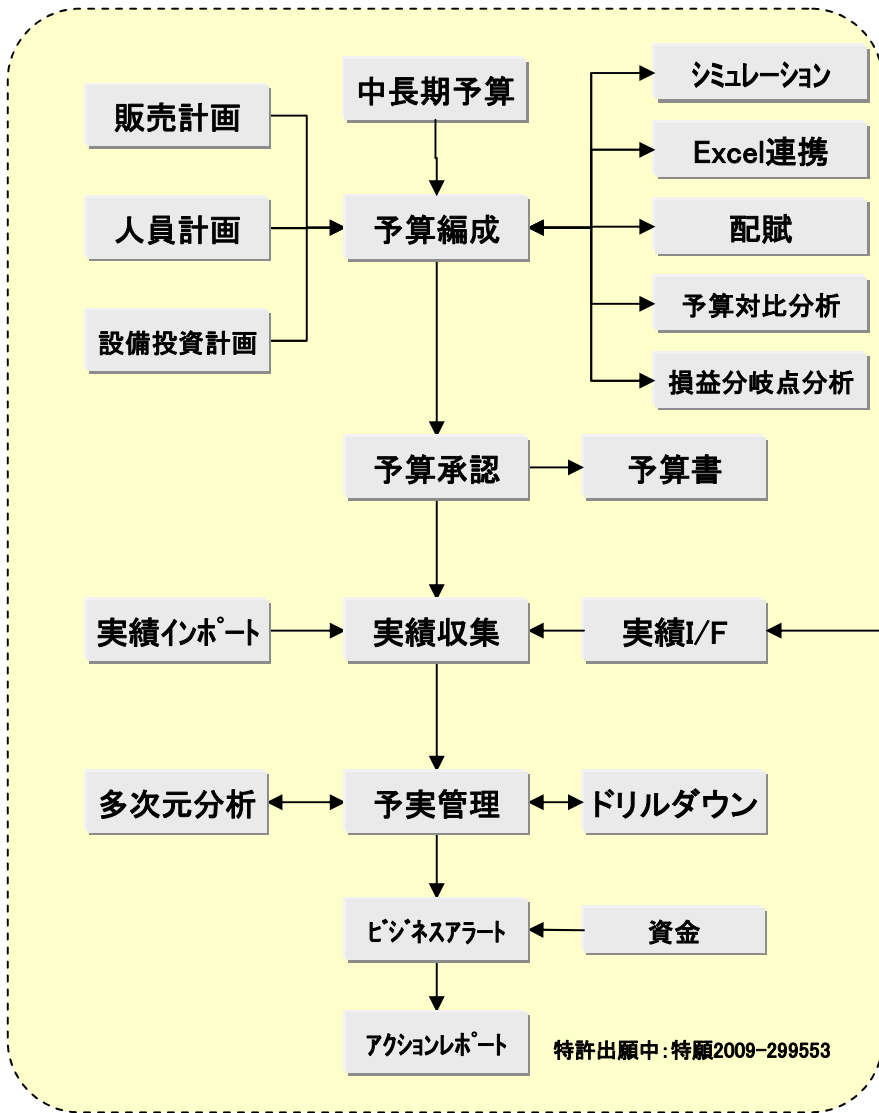 中長期予算
シミュレーション
販売計画
Excel連携
人員計画
予算編成
配賦
設備投資計画
予算対比分析
損益分岐点分析
予算承認
予算書
実績インポート
実績収集
実績I/F
多次元分析
予実管理
ドリルダウン
ビジネスアラート
資金
アクションレポート
特許出願中：特願2009-299553